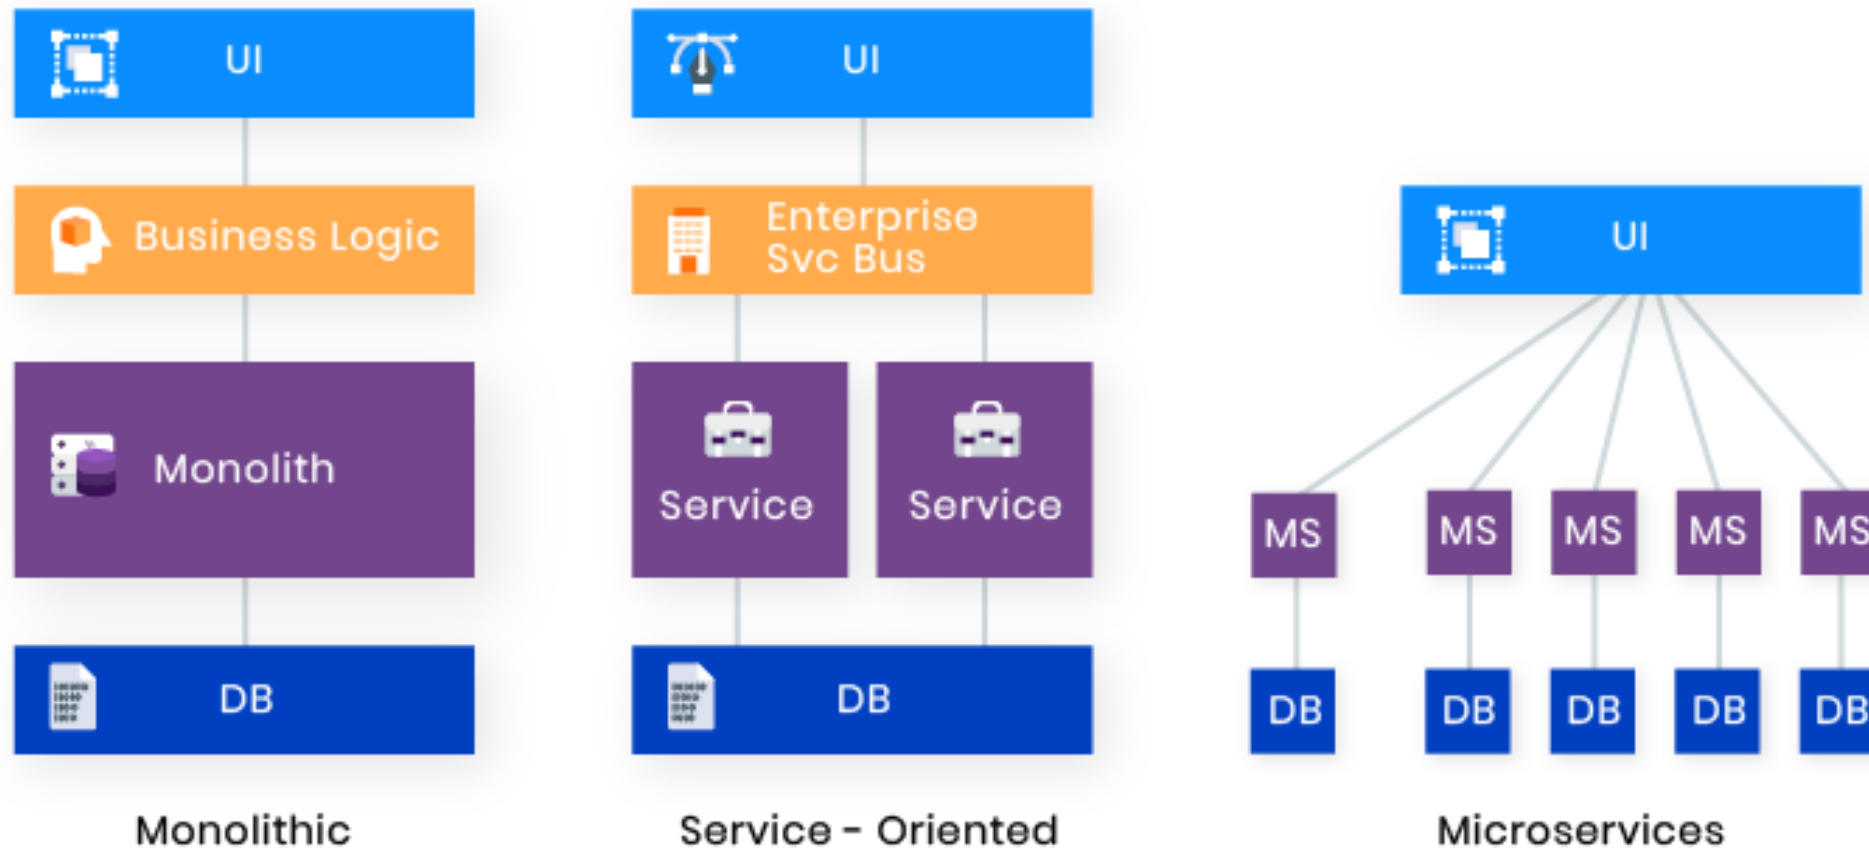 UI
Business Logic
Monolith
DB
Monolithic
UI
Enterprise
Svc Bus
Service
Service
DB
Service - Oriented
UI
MS
MS
MS
MS
MS
DB
DB
DB
DB
DB
Microservices